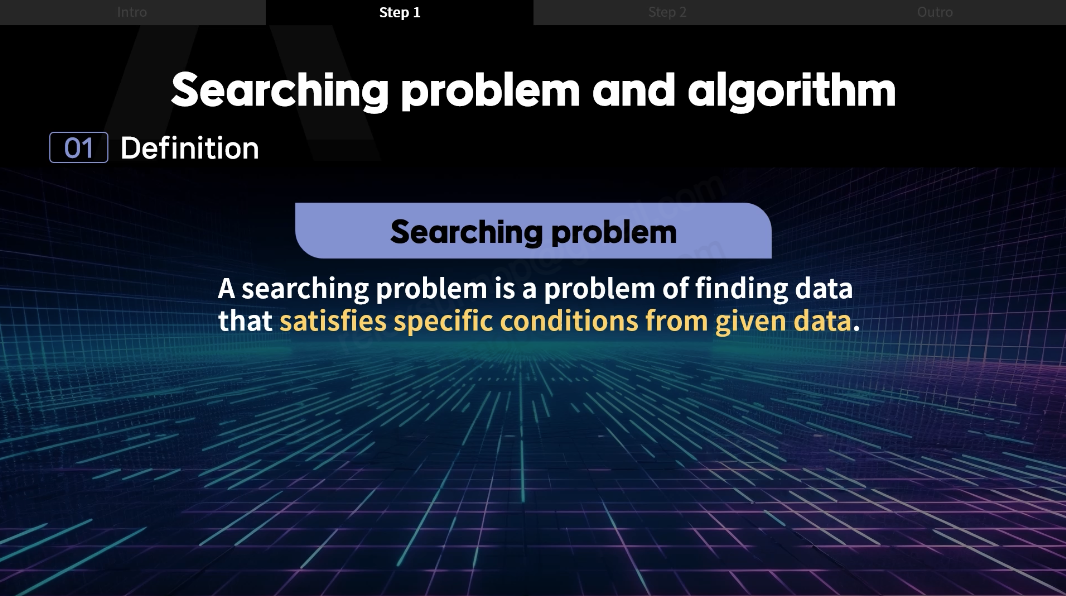 Intro
Step 1
Step 2
Outro
Searching problem and algorithm
01 Definition
Searching problem
A searching problem is a problem of finding data
that satisfies specific conditions from given data.